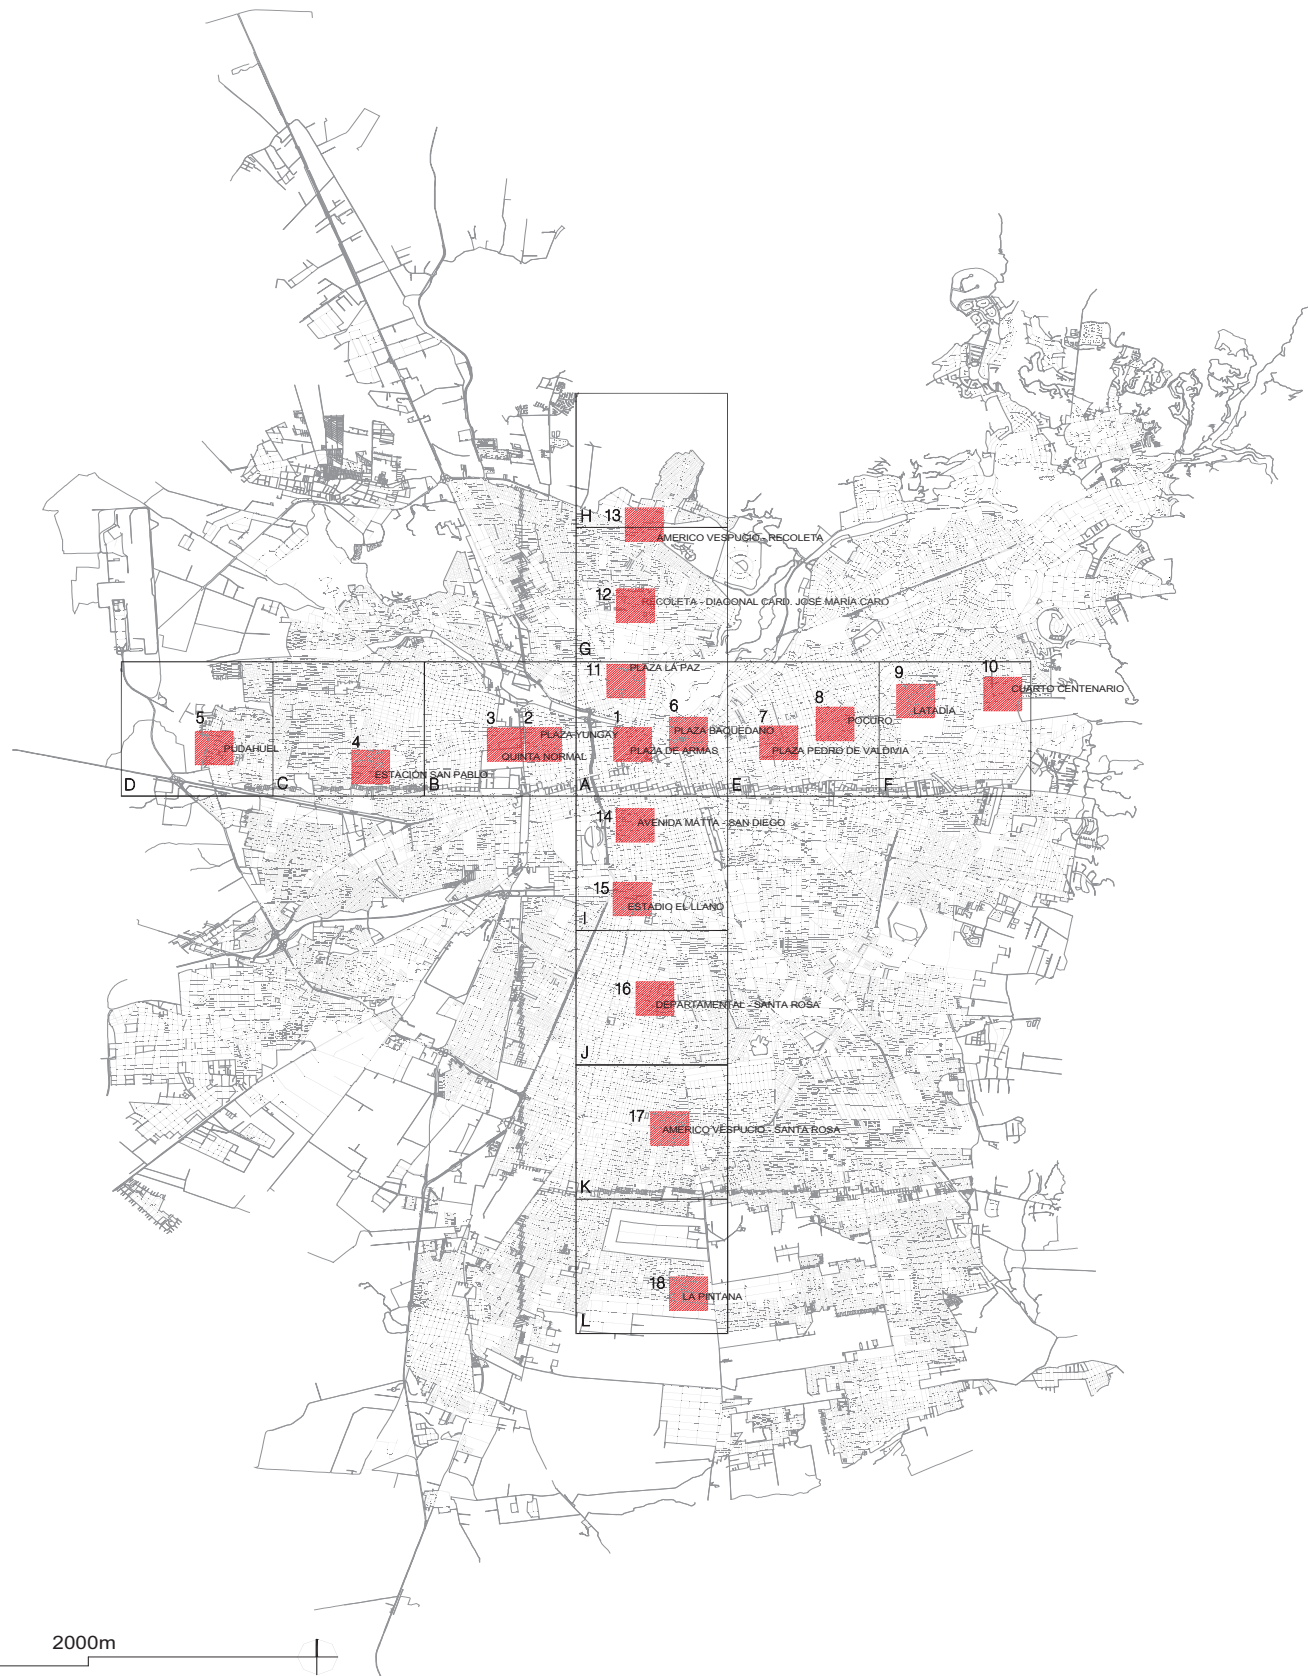 H
13
AMERICO VESPUCIO - RECOLETA
12
RECOLETA - DIAGONAL CARD. JOSÉ MARÍA CARO
G
11
PLAZA LA PAZ
9
10
CUARTO CENTENARIO
LATADÍA
8
POCURO
6
PLAZA BAQUEDANO
7
PLAZA PEDRO DE VALDIVIA
5
PUDAHUEL
3
2
PLAZA YUNGAY
QUINTA NORMAL
1
PLAZA DE ARMAS
4
ESTACIÓN SAN PABLO
D
C
B
A
E
F
14
AVENIDA MATTA - SAN DIEGO
15
ESTADIO EL LLANO
I
16
DEPARTAMENTAL - SANTA ROSA
J
17
AMÉRICO VESPUCIO - SANTA ROSA
K
18
LA PINTANA
L
2000m